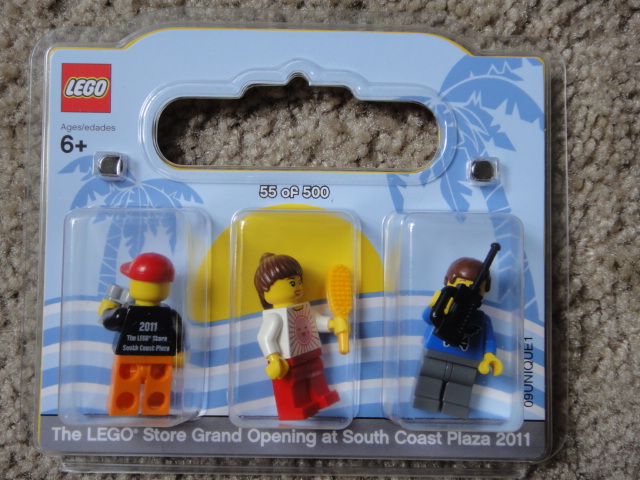 LEGO
Ages/edades
6+
55 of 500
2011
The LEGO® Store
South Coast Plaza
09UNIQUE1
The LEGO® Store Grand Opening at South Coast Plaza 2011